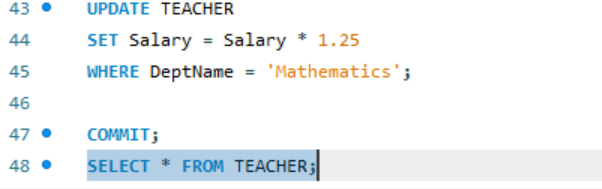 43 UPDATE TEACHER
44 SET Salary = Salary * 1.25
45 WHERE DeptName = 'Mathematics';
46
47 COMMIT;
48 SELECT * FROM TEACHER;